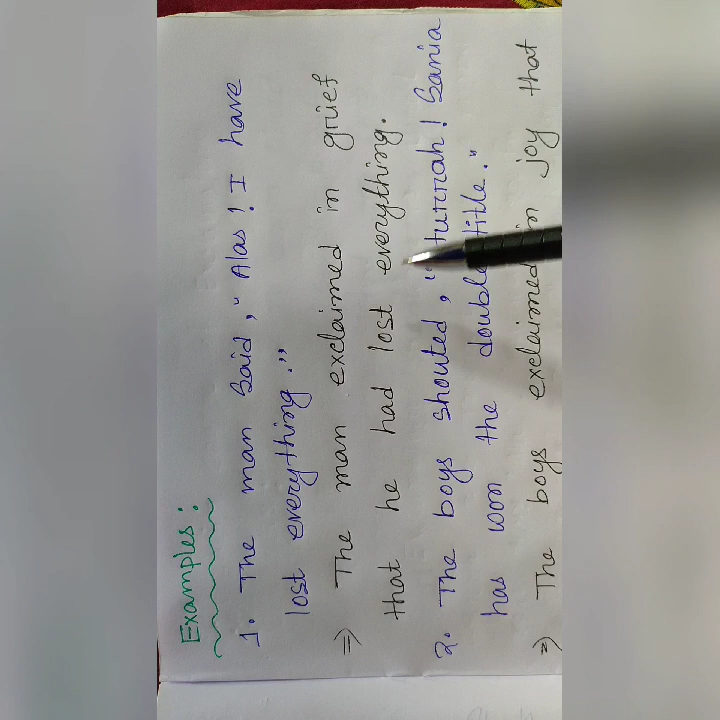 Examples:
1. The man said, "Alas! I have
lost everything."
⇒ The man exclaimed in grief
that he had lost everything.
2. The boys shouted, "Hurrah! Sania
has won the double title."
⇒ The boys exclaimed in joy that